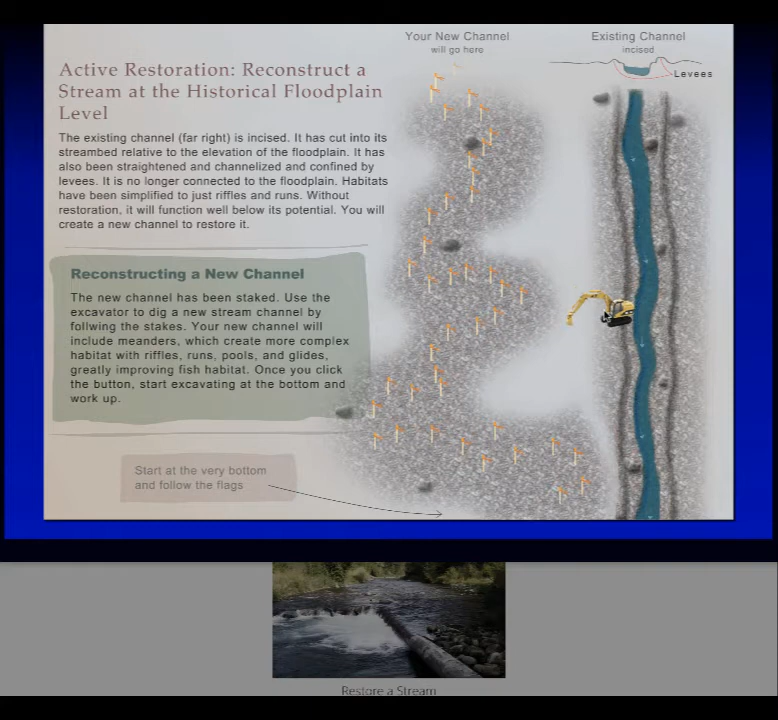 Your New Channel
will go here
Existing Channel
incised
Levees
Active Restoration: Reconstruct a
Stream at the Historical Floodplain
Level
The existing channel (far right) is incised. It has cut into its
streambed relative to the elevation of the floodplain. It has
also been straightened and channelized and confined by
levees. It is no longer connected to the floodplain. Habitats
have been simplified to just riffles and runs. Without
restoration, it will function well below its potential. You will
create a new channel to restore it.
Reconstructing a New Channel
The new channel has been staked. Use the
excavator to dig a new stream channel by
follwing the stakes. Your new channel will
include meanders, which create more complex
habitat with riffles, runs, pools, and glides,
greatly improving fish habitat. Once you click
the button, start excavating at the bottom and
work up.
Start at the very bottom
and follow the flags
Restore a Stream